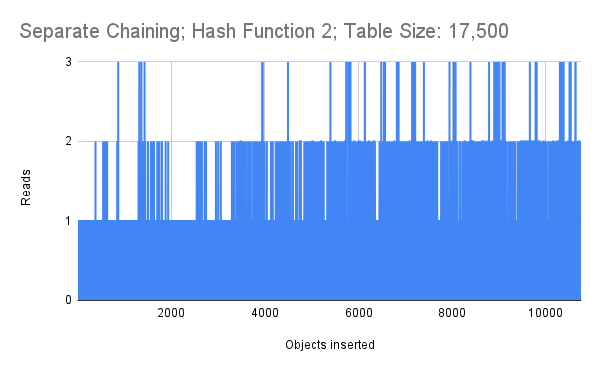 Separate Chaining; Hash Function 2; Table Size: 17,500
3
2
1
0
Reads
2000 4000 6000 8000 10000
Objects inserted